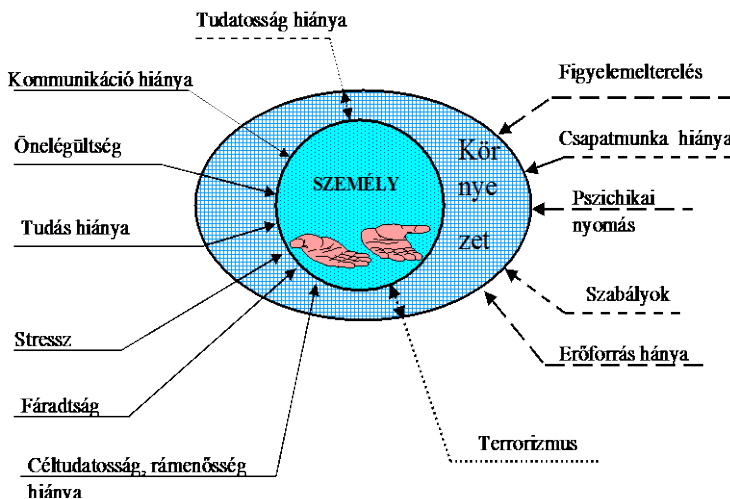 Tudatosság hiánya
Kommunikáció hiánya
Önelégültség
Tudás hiánya
Stressz
Fáradtság
Céltudatosság, rámenősség
hiánya
SZEMÉLY
Kör
nye
zet
Figyelemelterelés
Csapatmunka hiánya
Pszichikai
nyomás
Szabályok
Erőforrás hánya
Terrorizmus